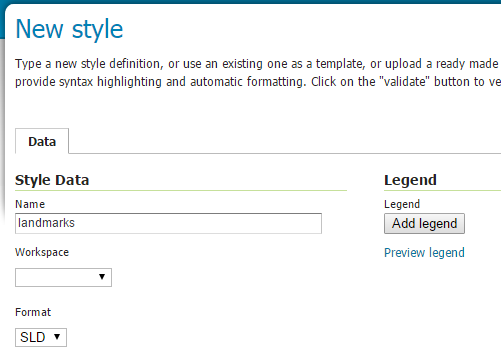 New style
Type a new style definition, or use an existing one as a template, or upload a ready made
provide syntax highlighting and automatic formatting. Click on the "validate" button to ve
Data
Style Data
Name
landmarks
Workspace
Format
SLD
Legend
Legend
Add legend
Preview legend